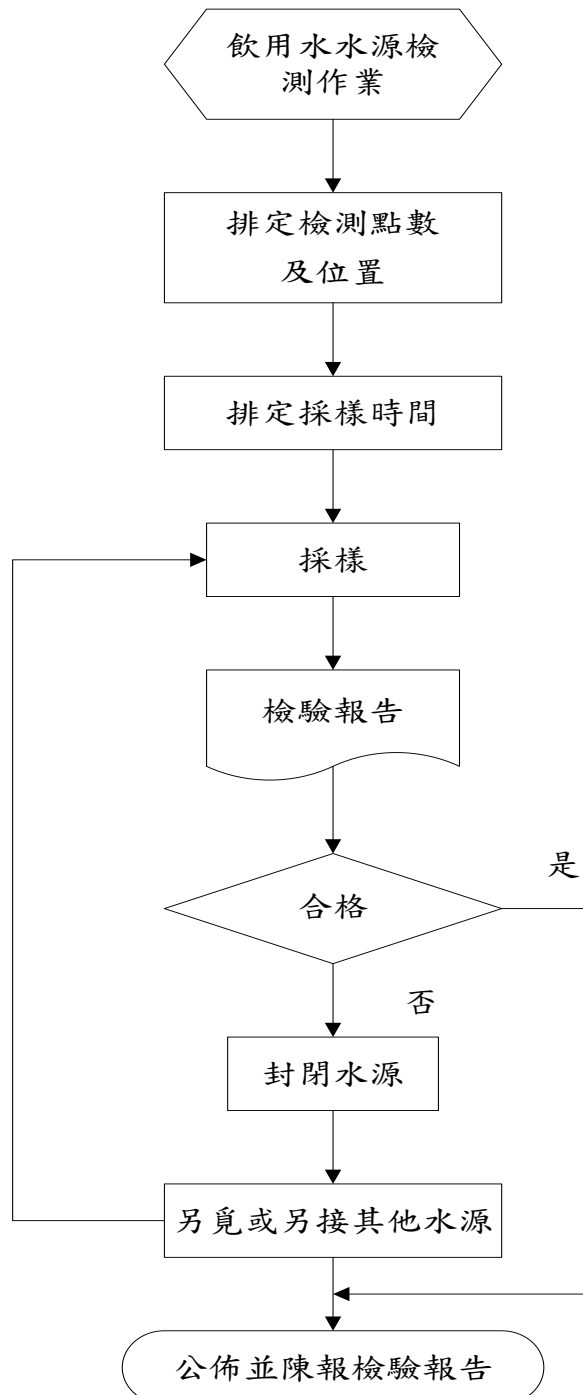 飲用水水源檢
測作業
排定檢測點數
及位置
排定採樣時間
採樣
檢驗報告
合格
是
否
封閉水源
另覓或另接其他水源
公佈並陳報檢驗報告